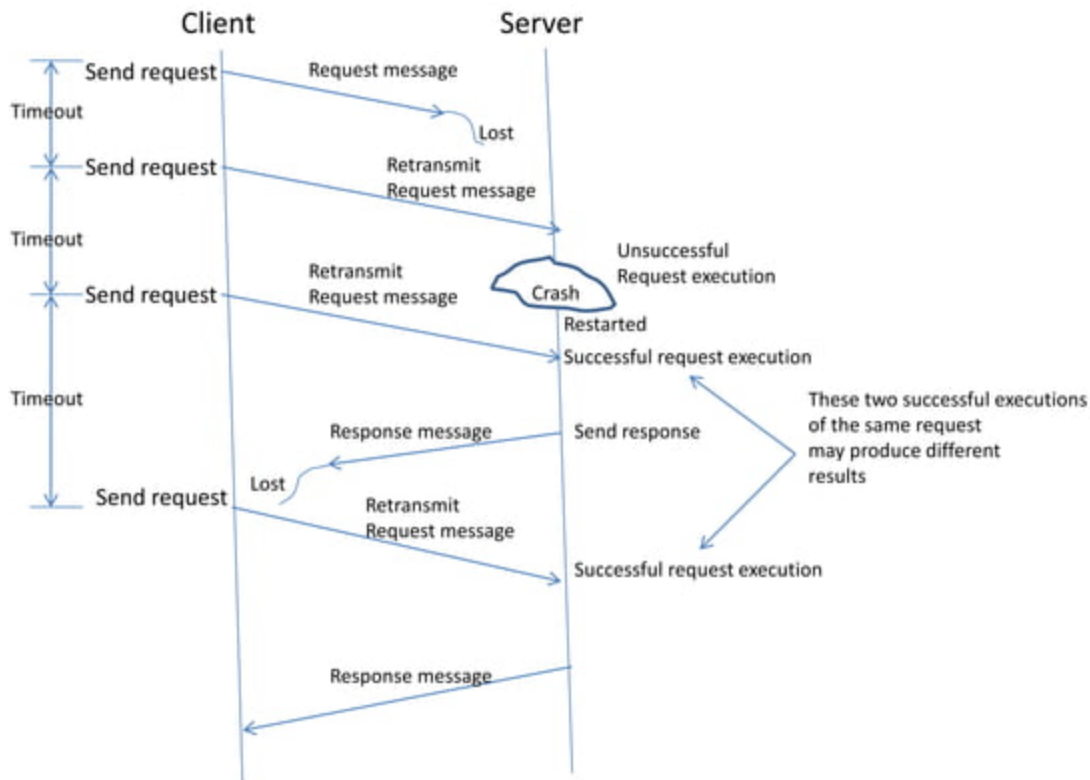 Client
Server
Send request
Request message
Timeout
Lost
Send request
Retransmit
Request message
Timeout
Unsuccessful
Request execution
Retransmit
Request message
Send request
Crash
Restarted
Successful request execution
Timeout
These two successful executions
of the same request
may produce different
results
Response message
Send response
Lost
Send request
Retransmit
Request message
Successful request execution
Response message